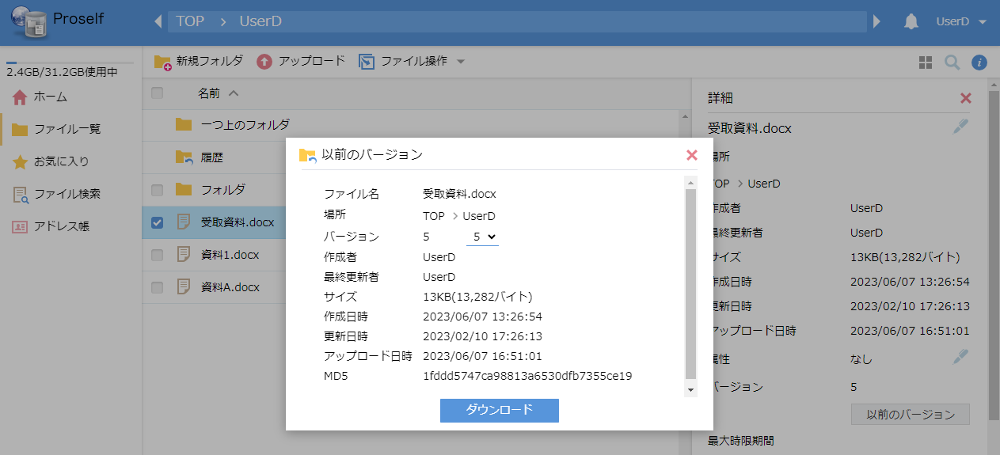 Proself
TOP > UserD
UserD
2.4GB/31.2GB使用中
ホーム
ファイル一覧
お気に入り
ファイル検索
アドレス帳
新規フォルダ アップロード ファイル操作
名前
一つ上のフォルダ
履歴
フォルダ
受取資料.docx
資料1.docx
資料A.docx
以前のバージョン
ファイル名 受取資料.docx
場所 TOP > UserD
バージョン 5 5
作成者 UserD
最終更新者 UserD
サイズ 13KB(13,282バイト)
作成日時 2023/06/07 13:26:54
更新日時 2023/02/10 17:26:13
アップロード日時 2023/06/07 16:51:01
MD5 1fddd5747ca98813a6530dfb7355ce19
ダウンロード
詳細
受取資料.docx
場所
TOP > UserD
作成者 UserD
最終更新者 UserD
サイズ 13KB(13,282バイト)
作成日時 2023/06/07 13:26:54
更新日時 2023/02/10 17:26:13
アップロード日時 2023/06/07 16:51:01
属性 なし
バージョン 5
以前のバージョン
最大時限期間